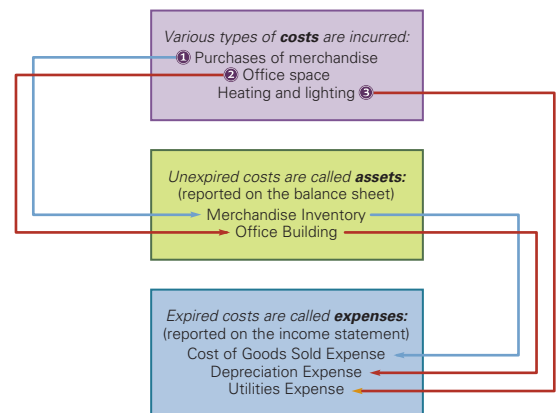 Various types of costs are incurred:
1 Purchases of merchandise
2 Office space
Heating and lighting 3
Unexpired costs are called assets:
(reported on the balance sheet)
Merchandise Inventory
Office Building
Expired costs are called expenses:
(reported on the income statement)
Cost of Goods Sold Expense
Depreciation Expense
Utilities Expense